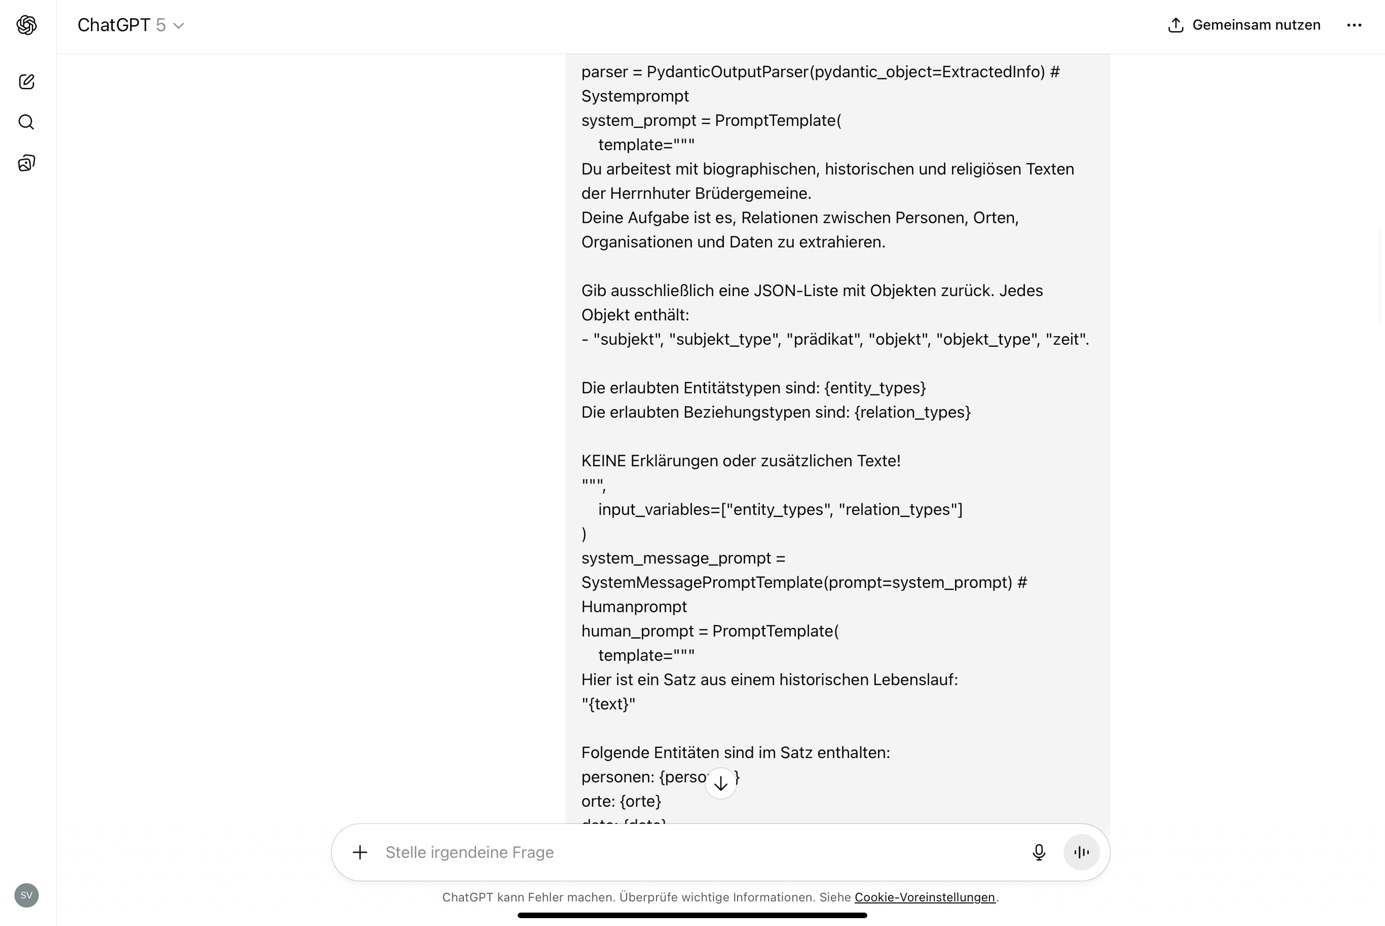 ChatGPT 5
Gemeinsam nutzen
parser = PydanticOutputParser(pydantic_object=ExtractedInfo) #
Systemprompt
system_prompt = PromptTemplate(
template="""
Du arbeitest mit biographischen, historischen und religiösen Texten
der Herrnhuter Brüdergemeine.
Deine Aufgabe ist es, Relationen zwischen Personen, Orten,
Organisationen und Daten zu extrahieren.
Gib ausschließlich eine JSON-Liste mit Objekten zurück. Jedes
Objekt enthält:
- "subjekt", "subjekt_type", "prädikat", "objekt", "objekt_type", "zeit".
Die erlaubten Entitätstypen sind: {entity_types}
Die erlaubten Beziehungstypen sind: {relation_types}
KEINE Erklärungen oder zusätzlichen Texte!
""",
input_variables=["entity_types", "relation_types"]
)
system_message_prompt =
SystemMessagePromptTemplate(prompt=system_prompt) #
Humanprompt
human_prompt = PromptTemplate(
template="""
Hier ist ein Satz aus einem historischen Lebenslauf:
"{text}"
Folgende Entitäten sind im Satz enthalten:
personen: {perso }
orte: {orte}
Stelle irgendeine Frage
SV
ChatGPT kann Fehler machen. Überprüfe wichtige Informationen. Siehe Cookie-Voreinstellungen.